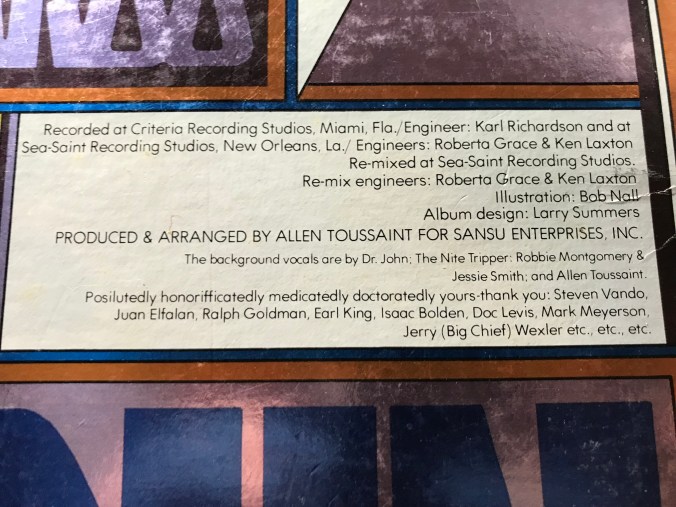 Recorded at Criteria Recording Studios, Miami, Fla./Engineer: Karl Richardson and at
Sea-Saint Recording Studios, New Orleans, La./ Engineers: Roberta Grace & Ken Laxton
Re-mixed at Sea-Saint Recording Studios.
Re-mix engineers: Roberta Grace & Ken Laxton
Illustration: Bob Nall
Album design: Larry Summers
PRODUCED & ARRANGED BY ALLEN TOUSSAINT FOR SANSU ENTERPRISES, INC.
The background vocals are by Dr. John; The Nite Tripper: Robbie Montgomery &
Jessie Smith; and Allen Toussaint.
Posilutedly honorifficatedly medicatedly doctoratedly yours-thank you: Steven Vando,
Juan Elfalan, Ralph Goldman, Earl King, Isaac Bolden, Doc Levis, Mark Meyerson,
Jerry (Big Chief) Wexler etc., etc., etc.